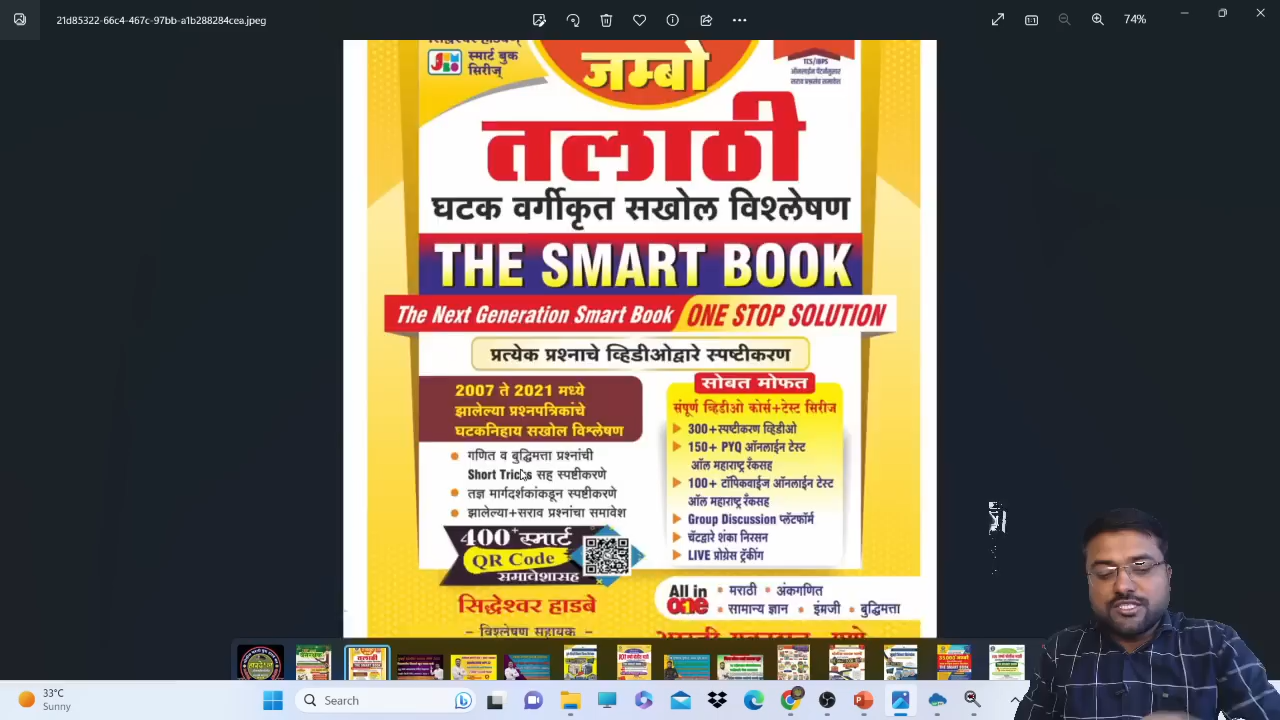 21d85322-66c4-467c-97bb-a1b288284cea.jpeg
74%
सिद्धेश्वर हाडबे
स्मार्ट बुक
सिरीज्
जम्बो
TCS/IBPS
तलाठी
घटक वर्गीकृत सखोल विश्लेषण
THE SMART BOOK
The Next Generation Smart Book ONE STOP SOLUTION
प्रत्येक प्रश्नाचे व्हिडीओद्वारे स्पष्टीकरण
2007 ते 2021 मध्ये
झालेल्या प्रश्नपत्रिकांचे
घटकनिहाय सखोल विश्लेषण
गणित व बुद्धिमत्ता प्रश्नांची
Short Tricks सह स्पष्टीकरणे
तज्ञ मार्गदर्शकांकडून स्पष्टीकरणे
झालेल्या+सराव प्रश्नांचा समावेश
400+ स्मार्ट
QR Code
समावेशासह
सोबत मोफत
संपूर्ण व्हिडीओ कोर्स+टेस्ट सिरीज
300+स्पष्टीकरण व्हिडीओ
150+ PYQ ऑनलाईन टेस्ट
ऑल महाराष्ट्र रँकसह
100+ टॉपिकवाईज ऑनलाईन टेस्ट
ऑल महाराष्ट्र रँकसह
Group Discussion प्लॅटफॉर्म
चॅटद्वारे शंका निरसन
LIVE प्रोग्रेस ट्रॅकींग
सिद्धेश्वर हाडबे
- विश्लेषण सहायक -
All in one
मराठी • अंकगणित
सामान्य ज्ञान • इंग्रजी • बुद्धिमत्ता
33°C
Sunny
Search